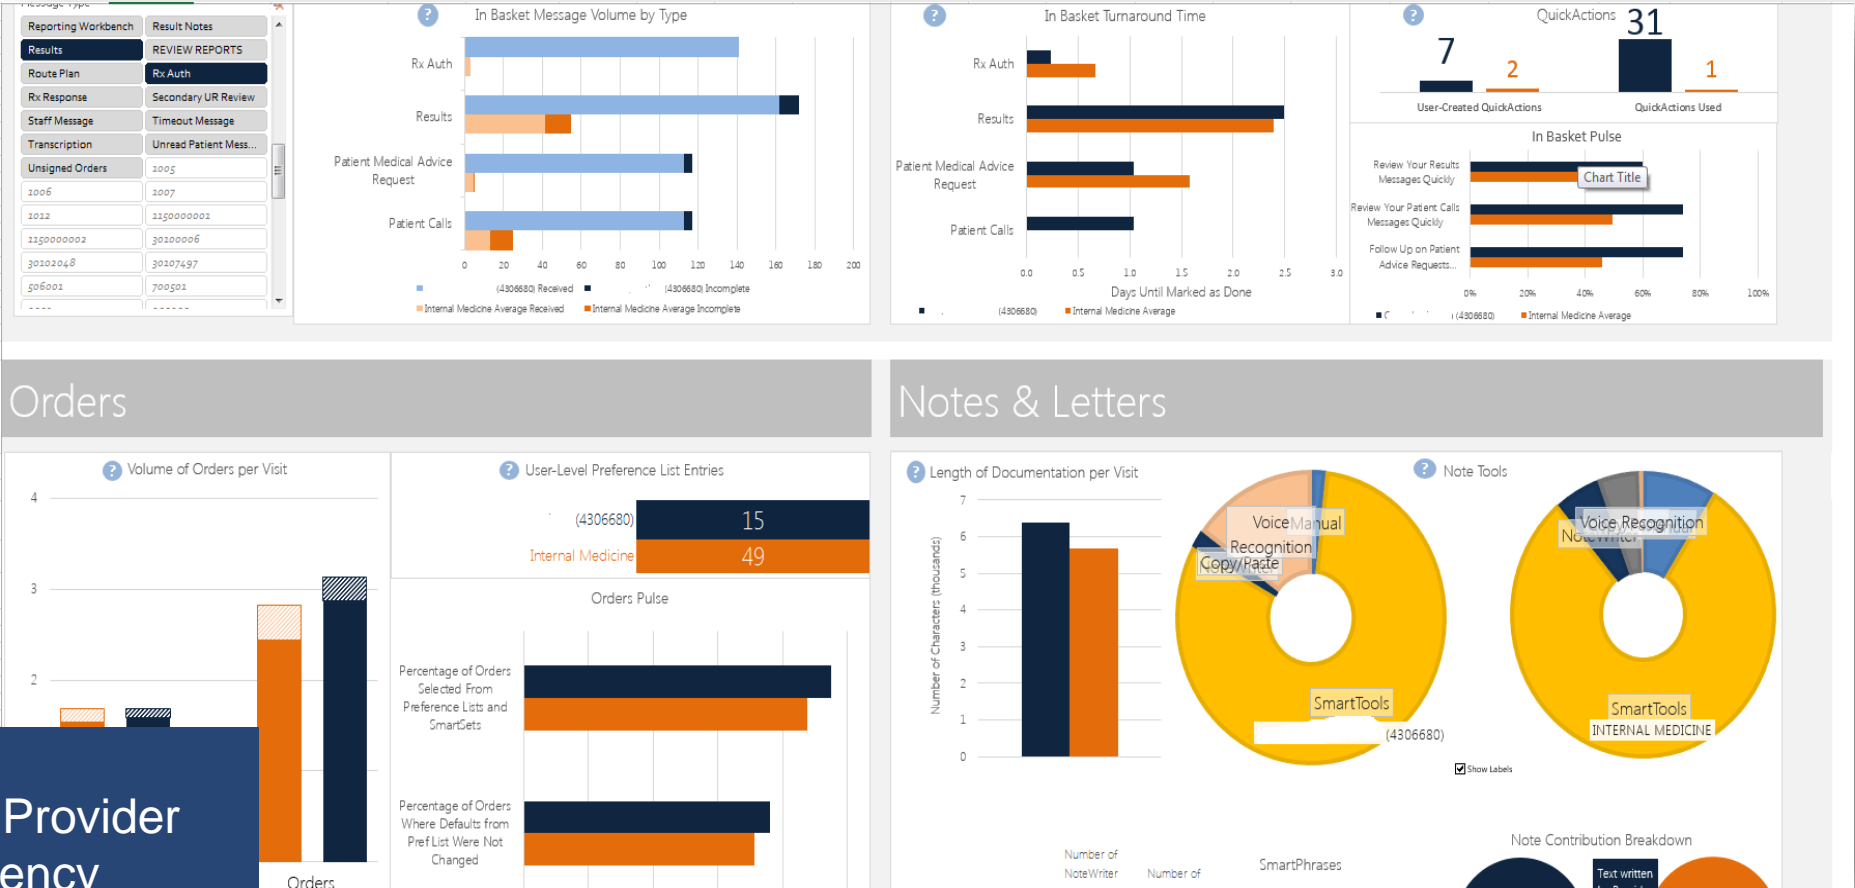 Message Type
Reporting Workbench Result Notes
Results REVIEW REPORTS
Route Plan Rx Auth
Rx Response Secondary UR Review
Staff Message Timeout Message
Transcription Unread Patient Mess...
Unsigned Orders 1005
1006 1007
1012 1150000001
1150000002 30100006
30102048 30107497
506001 700501
? In Basket Message Volume by Type
Rx Auth
Results
Patient Medical Advice
Request
Patient Calls
0 20 40 60 80 100 120 140 160 180 200
(4306680) Received (4306680) Incomplete
Internal Medicine Average Received Internal Medicine Average Incomplete
? In Basket Turnaround Time
Rx Auth
Results
Patient Medical Advice
Request
Patient Calls
0.0 0.5 1.0 1.5 2.0 2.5 3.0
Days Until Marked as Done
(4306680) Internal Medicine Average
? QuickActions
7 2 31 1
User-Created QuickActions QuickActions Used
In Basket Pulse
Review Your Results
Messages Quickly
Chart Title
Review Your Patient Calls
Messages Quickly
Follow Up on Patient
Advice Requests...
0% 20% 40% 60% 80% 100%
(4306680) Internal Medicine Average
Orders
? Volume of Orders per Visit
4
3
2
Orders
Provider
ency
? User-Level Preference List Entries
(4306680) 15
Internal Medicine 49
Orders Pulse
Percentage of Orders
Selected From
Preference Lists and
SmartSets
Percentage of Orders
Where Defaults from
Pref List Were Not
Changed
Notes & Letters
? Length of Documentation per Visit
Number of Characters (thousands)
7
6
5
4
3
2
1
0
? Note Tools
Voice Manual
Recognition
Copy/Paste
NoteWriter
SmartTools
(4306680)
Voice Recognition
NoteWriter
SmartTools
INTERNAL MEDICINE
Show Labels
Number of
NoteWriter Number of
SmartPhrases
Note Contribution Breakdown
Text written